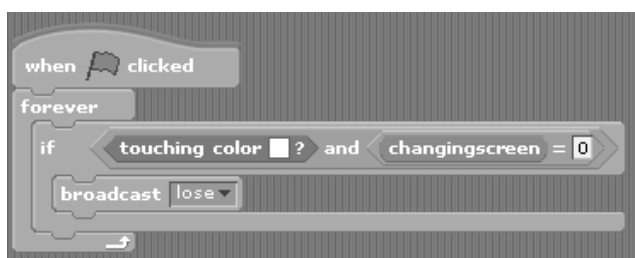 when clicked
forever
if touching color ? and changingscreen = 0
broadcast lose